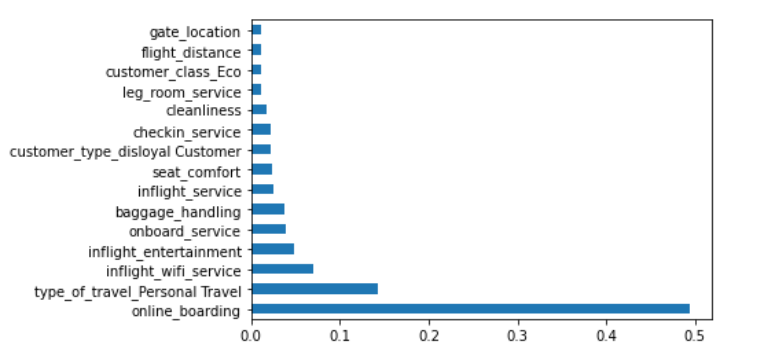 gate_location
flight_distance
customer_class_Eco
leg_room_service
cleanliness
checkin_service
customer_type_disloyal Customer
seat_comfort
inflight_service
baggage_handling
onboard_service
inflight_entertainment
inflight_wifi_service
type_of_travel_Personal Travel
online_boarding
0.0 0.1 0.2 0.3 0.4 0.5